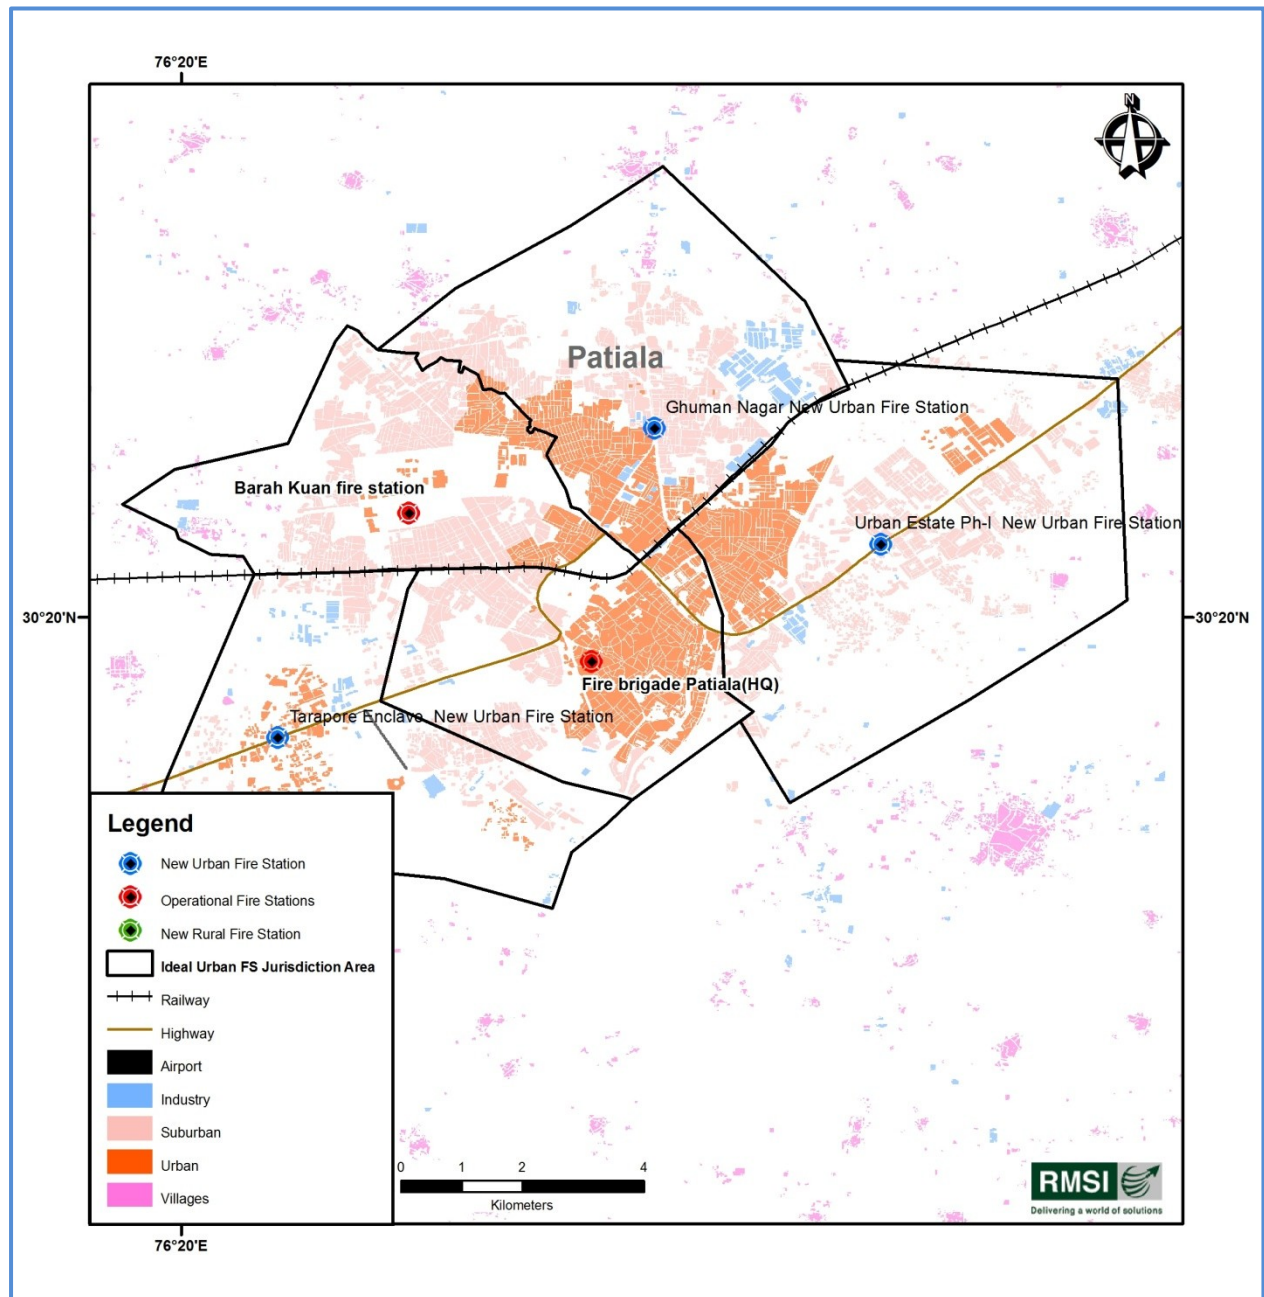 76°20'E
N
Patiala
Ghuman Nagar New Urban Fire Station
Barah Kuan fire station
Urban Estate Ph-I New Urban Fire Station
30°20'N
30°20'N
Fire brigade Patiala(HQ)
Tarapore Enclave New Urban Fire Station
Legend
New Urban Fire Station
Operational Fire Stations
New Rural Fire Station
Ideal Urban FS Jurisdiction Area
Railway
Highway
Airport
Industry
Suburban
Urban
Villages
0 1 2 4
Kilometers
RMSI
Delivering a world of solutions
76°20'E